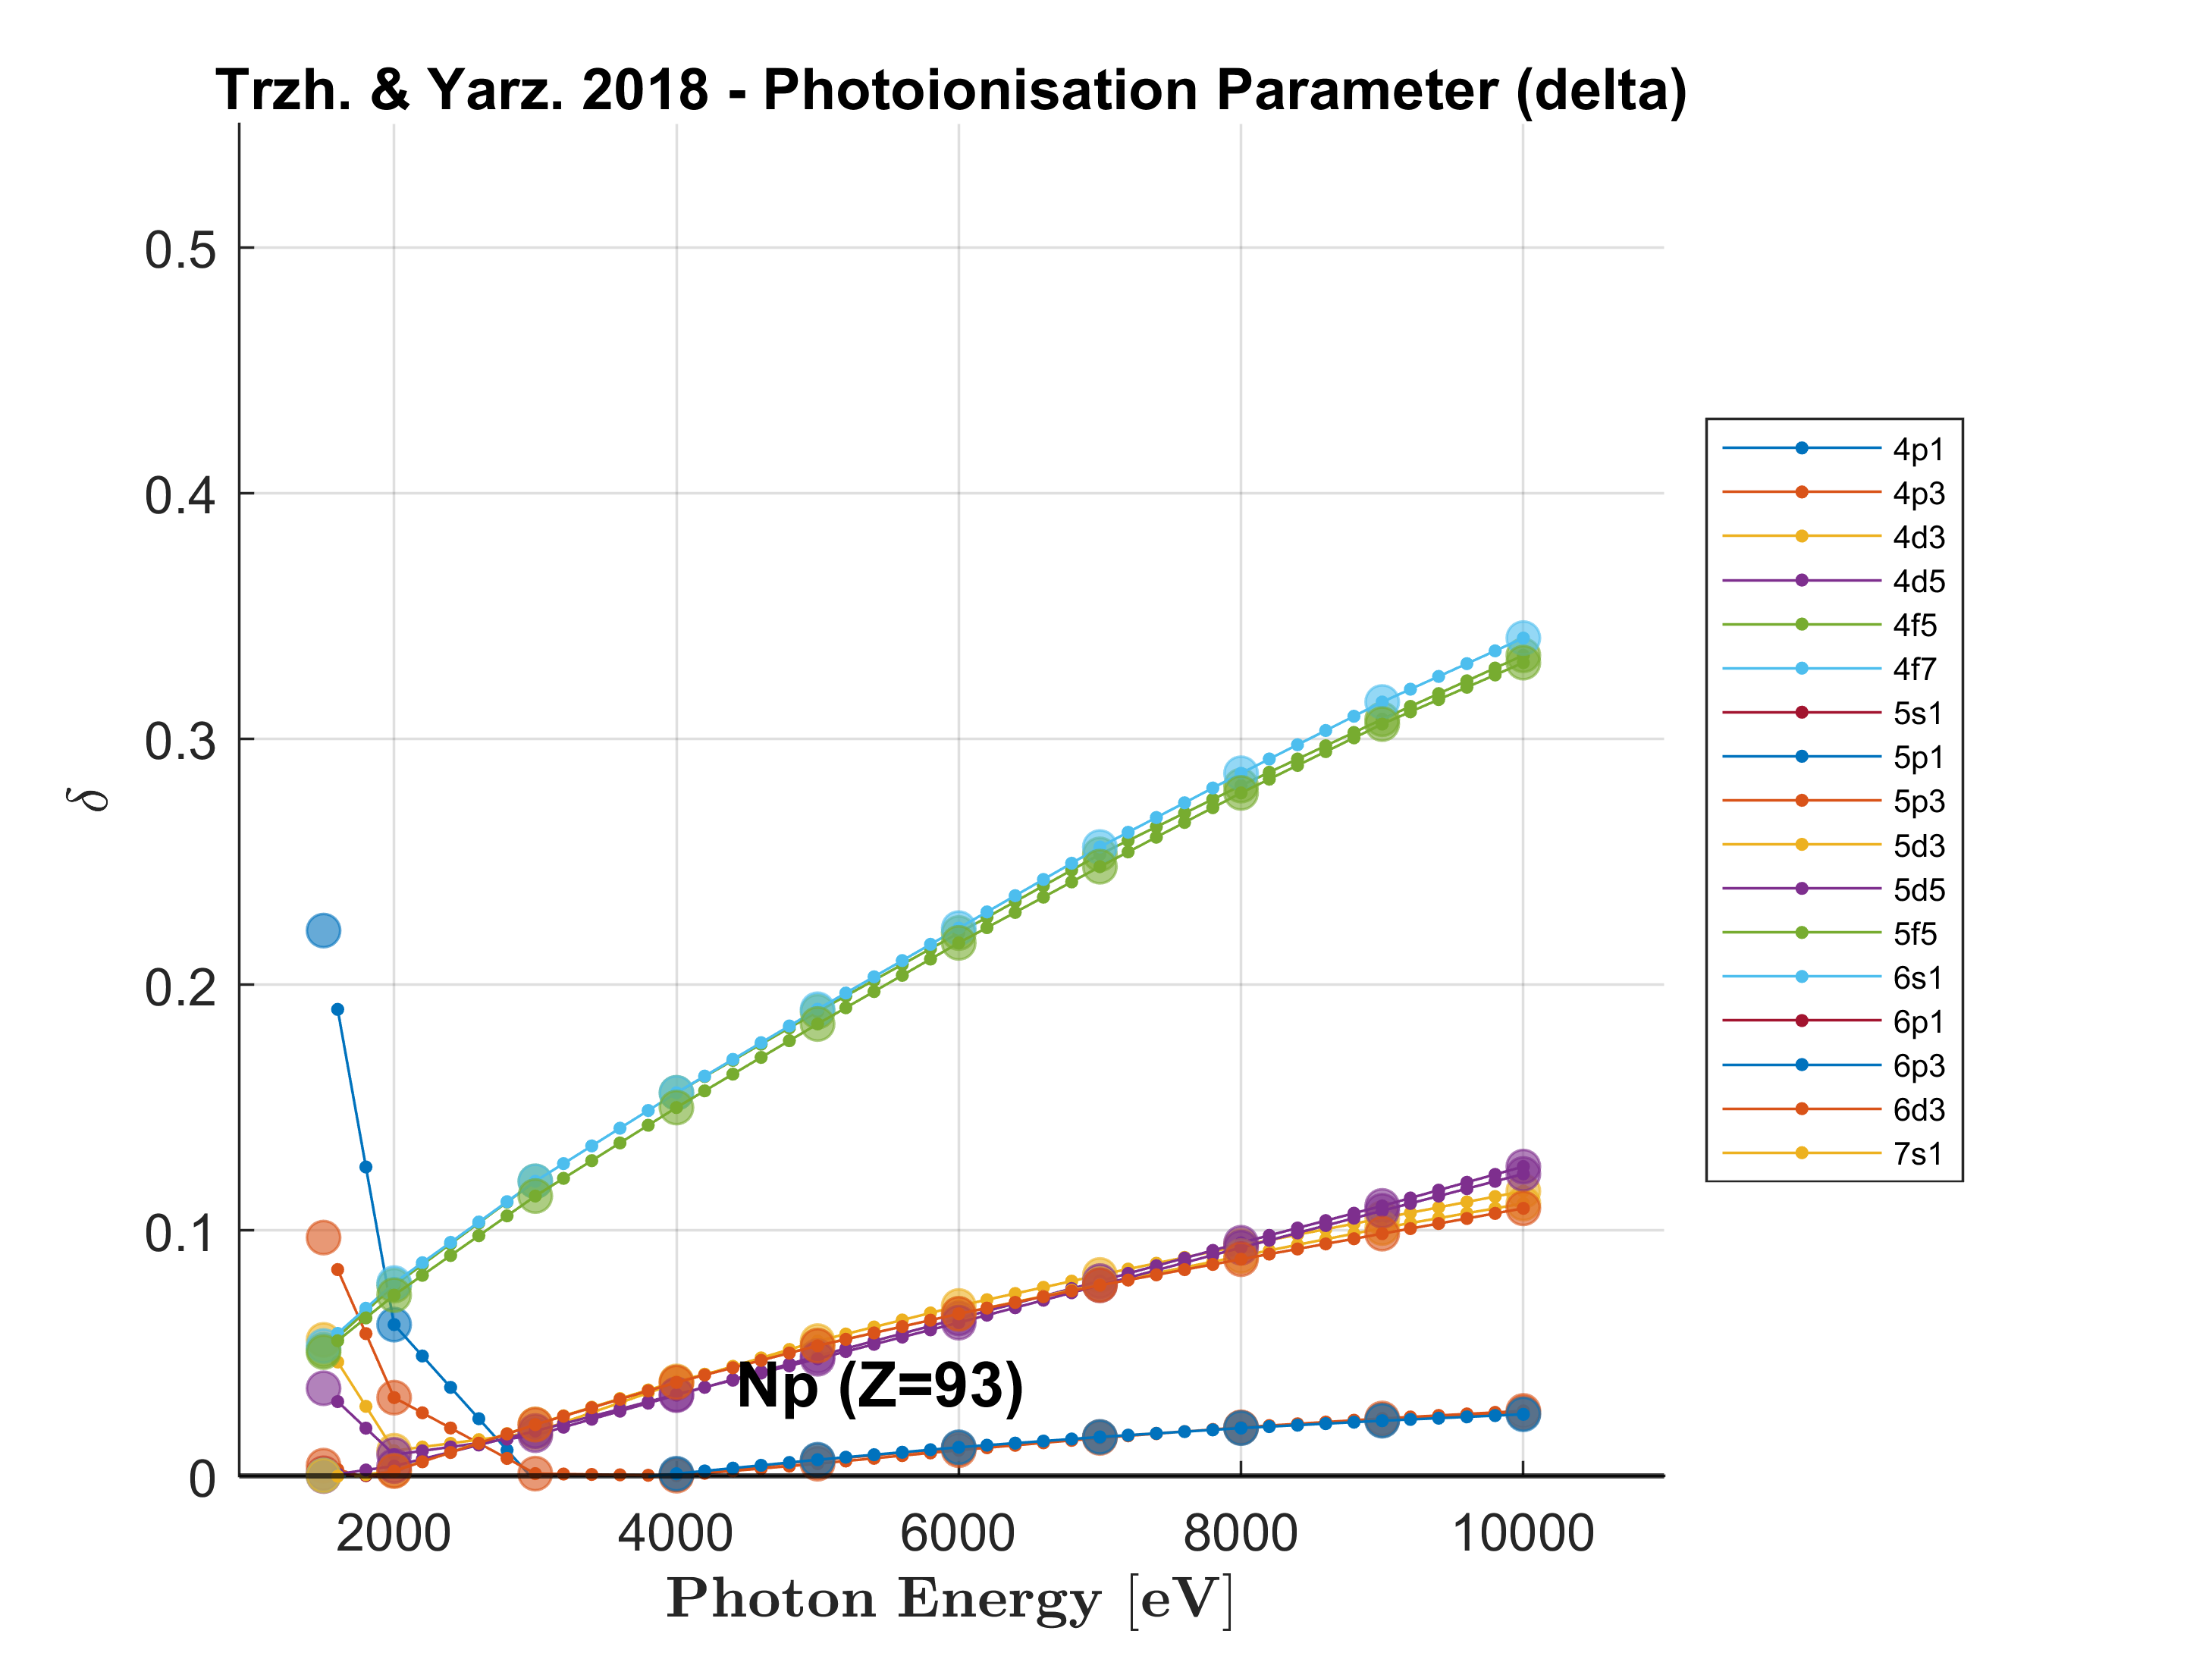 Trzh. & Yarz. 2018 - Photoionisation Parameter (delta)
0.5
0.4
0.3
0.2
0.1
0
δ
Np (Z=93)
2000 4000 6000 8000 10000
Photon Energy [eV]
4p1
4p3
4d3
4d5
4f5
4f7
5s1
5p1
5p3
5d3
5d5
5f5
6s1
6p1
6p3
6d3
7s1